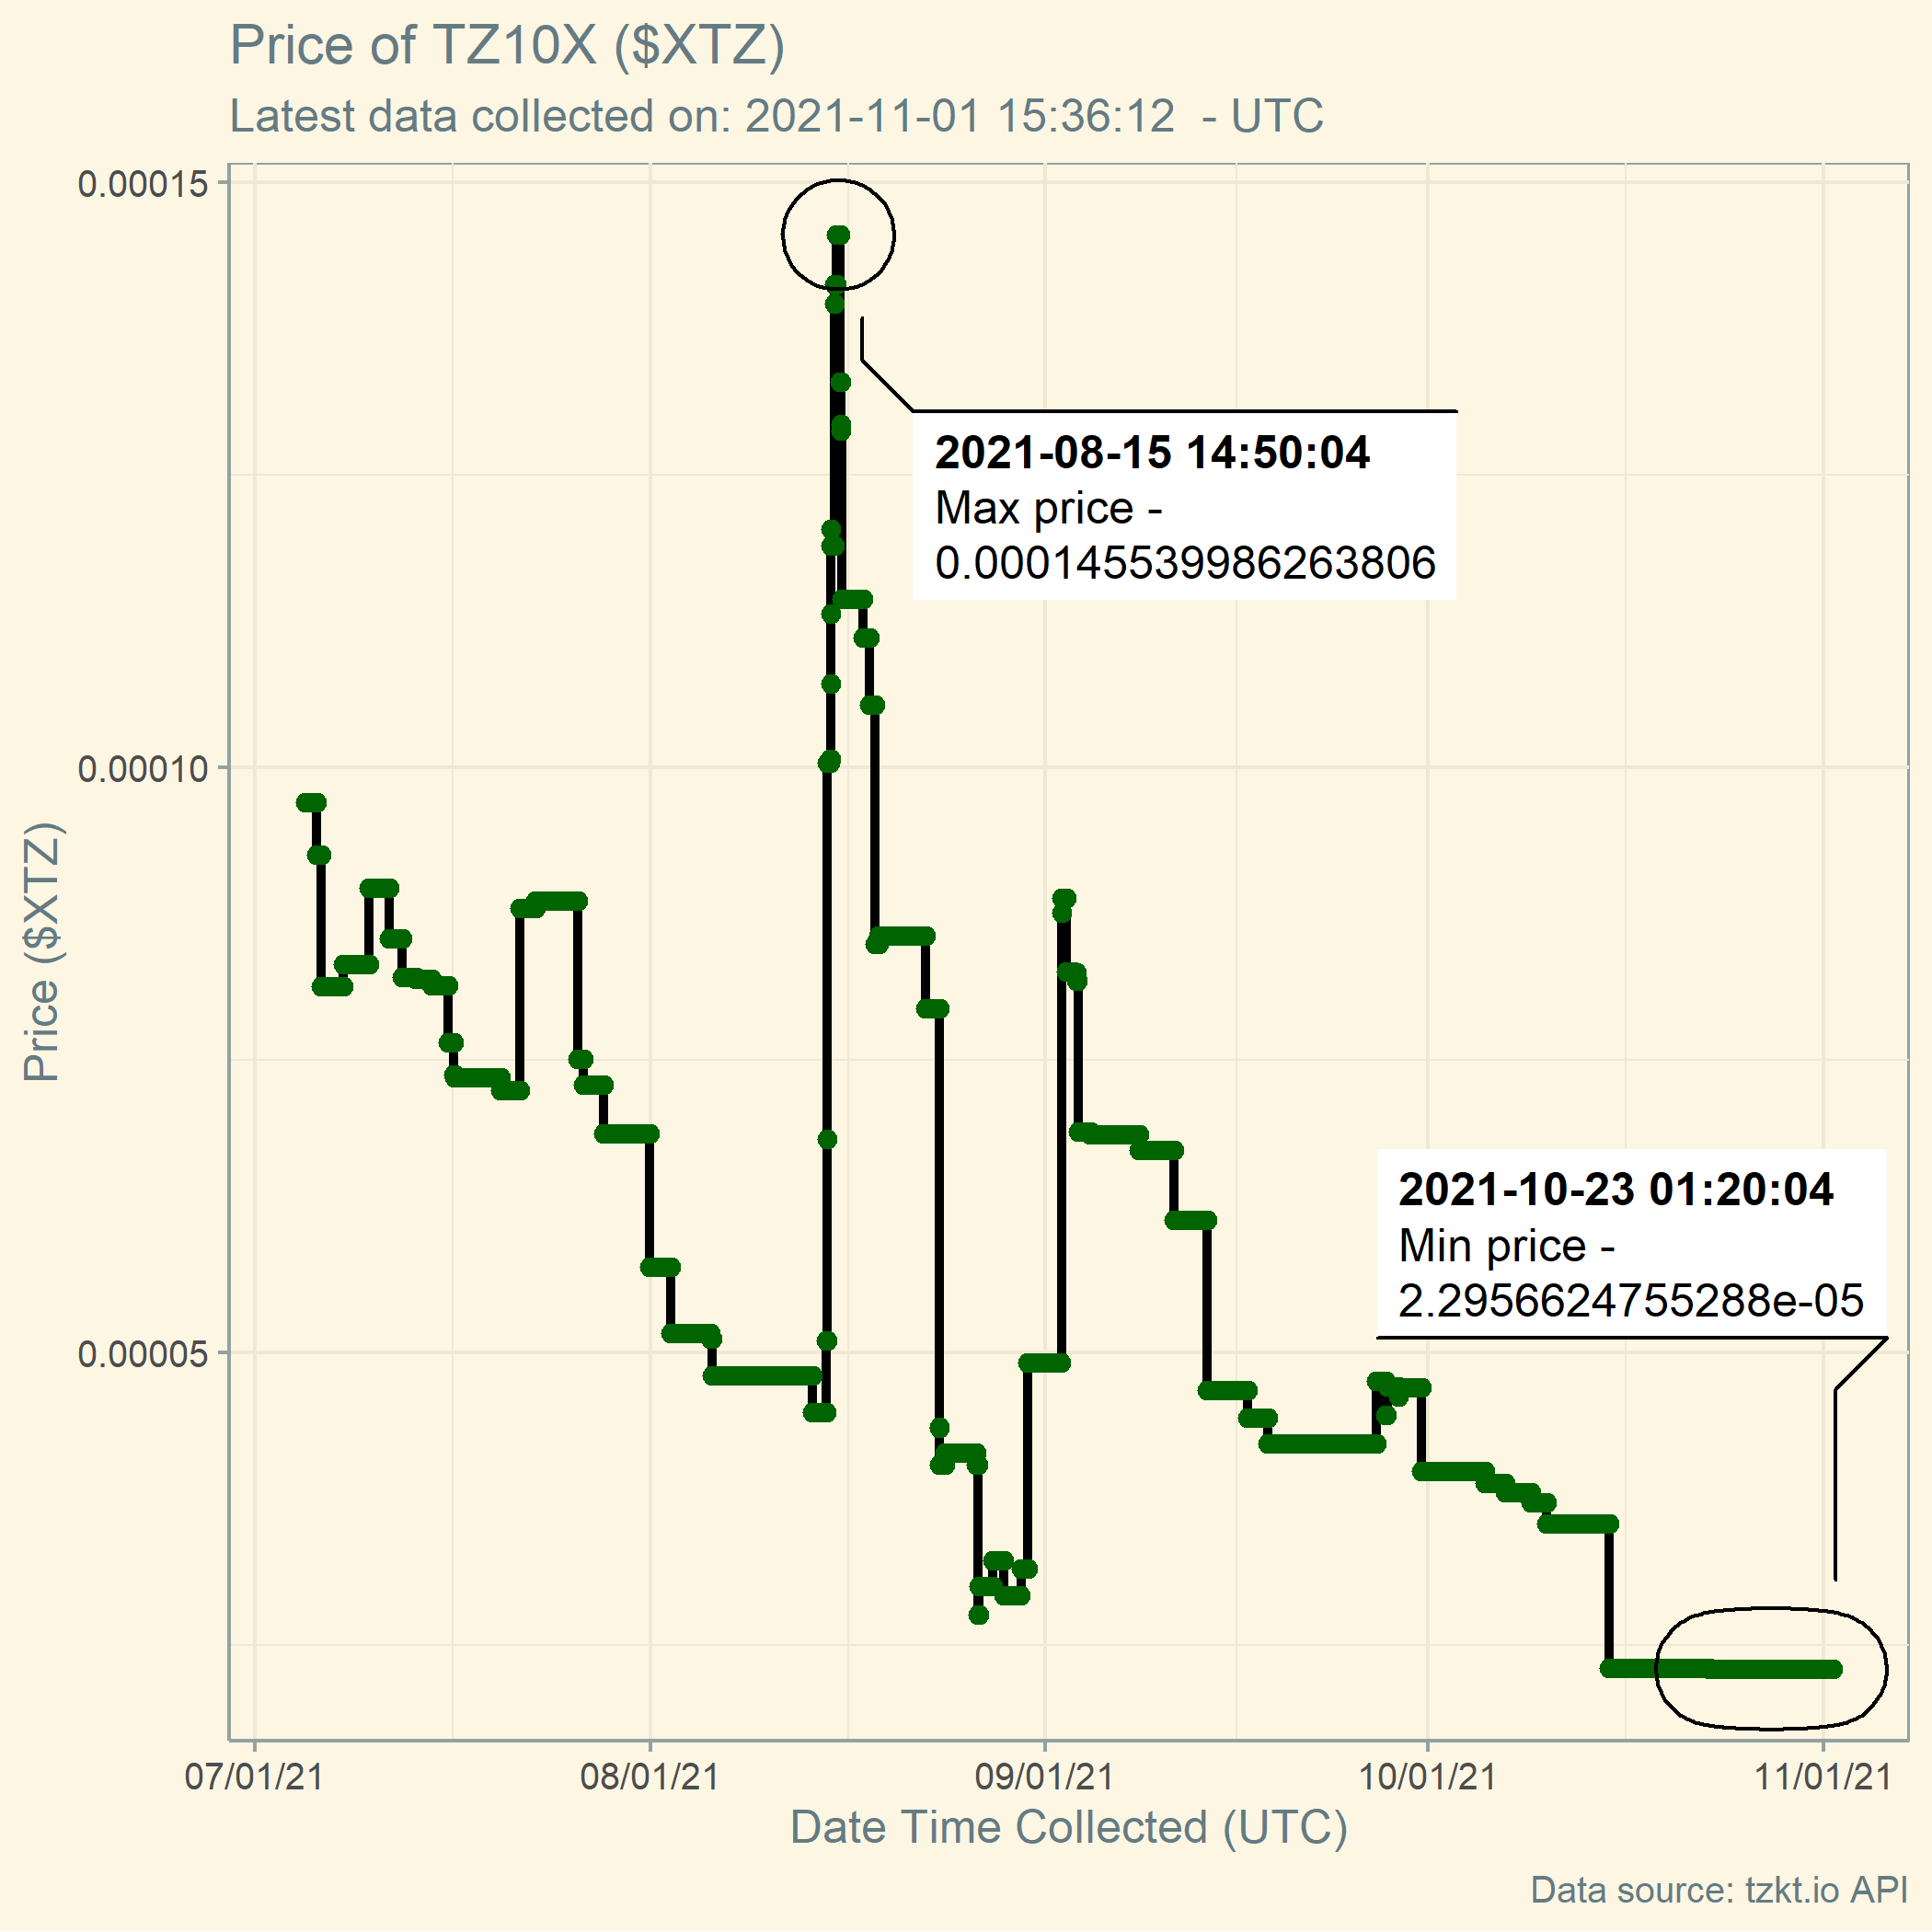 Price of TZ10X ($XTZ)
Latest data collected on: 2021-11-01 15:36:12  - UTC
0.00015
0.00010
0.00005
Price ($XTZ)
2021-08-15 14:50:04
Max price -
0.000145539986263806
2021-10-23 01:20:04
Min price -
2.2956624755288e-05
07/01/21
08/01/21
09/01/21
10/01/21
11/01/21
Date Time Collected (UTC)
Data source: tzkt.io API